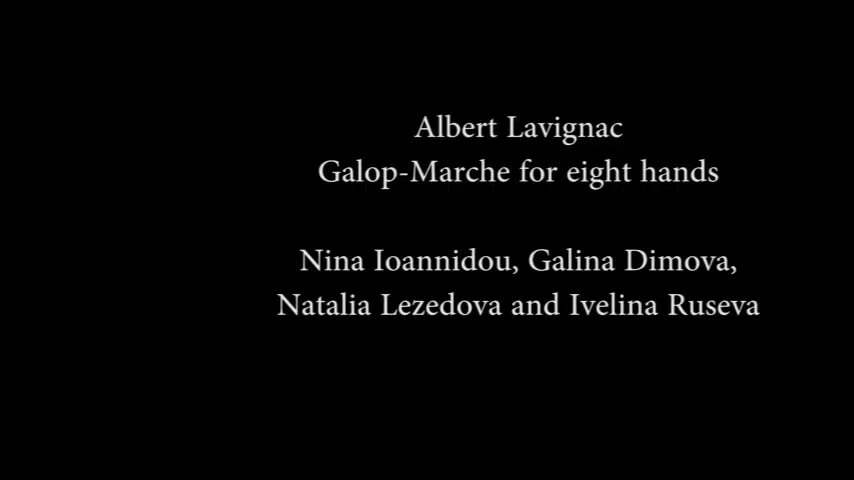 Albert Lavignac
Galop-Marche for eight hands
Nina Ioannidou, Galina Dimova,
Natalia Lezedova and Ivelina Ruseva